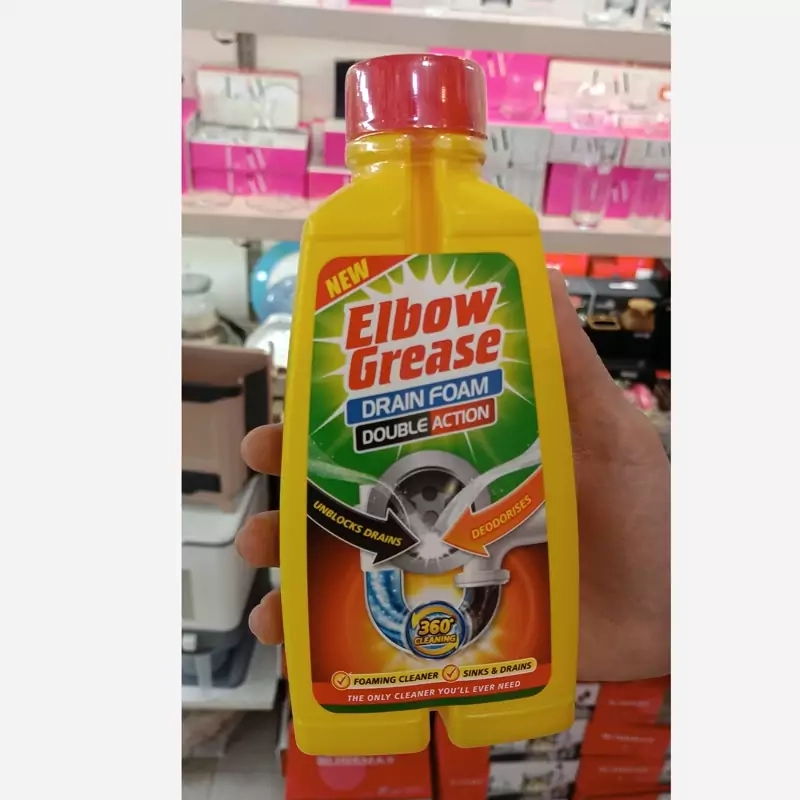 NEW
Elbow
Grease
DRAIN FOAM
DOUBLE ACTION
UNBLOCKS DRAINS
DEODORISES
360°
CLEANING
FOAMING CLEANER
SINKS & DRAINS
THE ONLY CLEANER YOU'LL EVER NEED